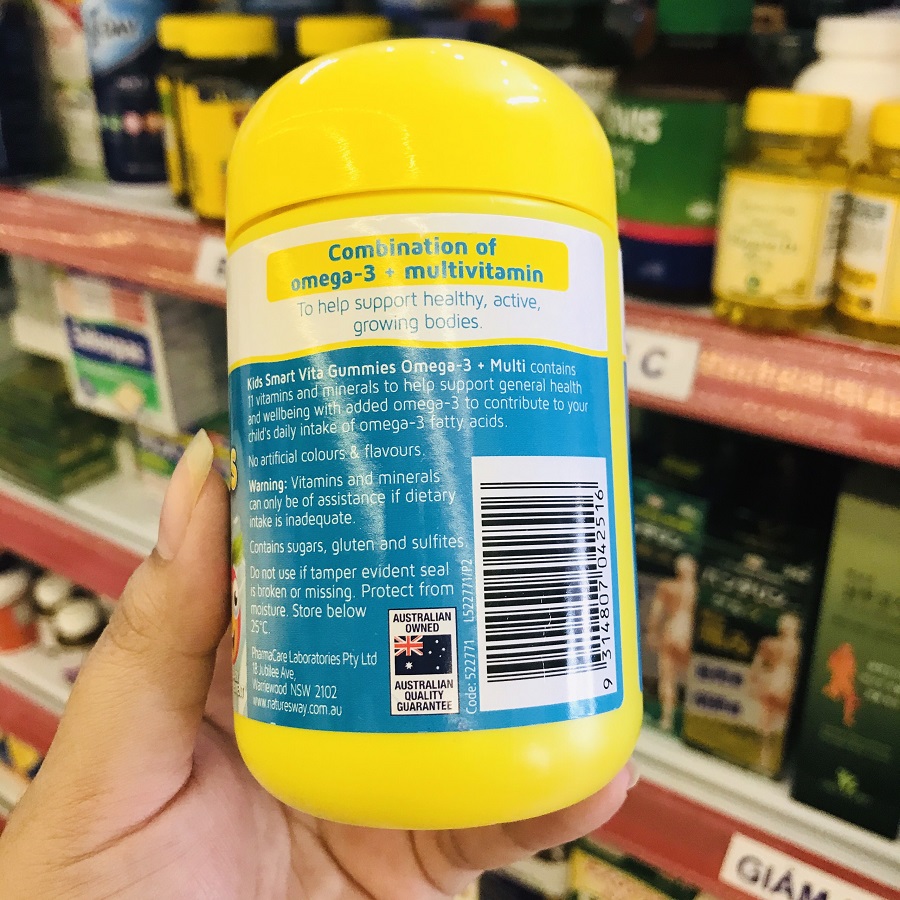 Combination of
omega-3 + multivitamin
To help support healthy, active,
growing bodies.
Kids Smart Vita Gummies Omega-3 + Multi contains
11 vitamins and minerals to help support general health
and wellbeing with added omega-3 to contribute to your
child's daily intake of omega-3 fatty acids.
No artificial colours & flavours.
Warning: Vitamins and minerals
can only be of assistance if dietary
intake is inadequate.
Contains sugars, gluten and sulfites.
Do not use if tamper evident seal
is broken or missing. Protect from
moisture. Store below
25°C.
PharmaCare Laboratories Pty Ltd
18 Jubilee Ave,
Warriewood NSW 2102
www.naturesway.com.au
AUSTRALIAN
OWNED
AUSTRALIAN
QUALITY
GUARANTEE
Code: 522771 L522771/P2
9 314807 042516
C
GIẢM